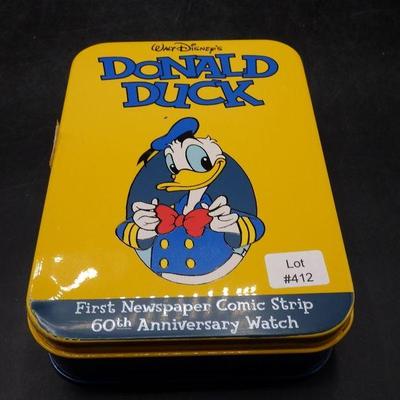 Walt Disney's
DONALD
DUCK
Lot
#412
First Newspaper Comic Strip
60th Anniversary Watch